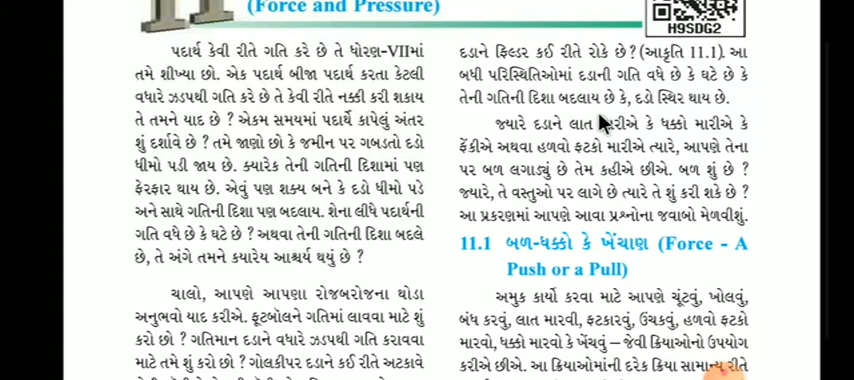 11
(Force and Pressure)
H9SDG2
પદાર્થ કેવી રીતે ગતિ કરે છે તે ધોરણ-VIIમાં
તમે શીખ્યા છો. એક પદાર્થ બીજા પદાર્થ કરતા કેટલી
વધારે ઝડપથી ગતિ કરે છે તે કેવી રીતે નક્કી કરી શકાય
તે તમને યાદ છે ? એકમ સમયમાં પદાર્થે કાપેલું અંતર
શું દર્શાવે છે ? તમે જાણો છો કે જમીન પર ગબડતો દડો
ધીમો પડી જાય છે. ક્યારેક તેની ગતિની દિશામાં પણ
ફેરફાર થાય છે. એવું પણ શક્ય બને કે દડો ધીમો પડે
અને સાથે ગતિની દિશા પણ બદલાય. શેના લીધે પદાર્થની
ગતિ વધે છે કે ઘટે છે ? અથવા તેની ગતિની દિશા બદલે
છે, તે અંગે તમને કયારેય આશ્ચર્ય થયું છે ?
ચાલો, આપણે આપણા રોજબરોજના થોડા
અનુભવો યાદ કરીએ. ફૂટબૉલને ગતિમાં લાવવા માટે શું
કરો છો ? ગતિમાન દડાને વધારે ઝડપથી ગતિ કરાવવા
માટે તમે શું કરો છો ? ગોલકીપર દડાને કઈ રીતે અટકાવે
દડાને ફિલ્ડર કઈ રીતે રોકે છે ? (આકૃતિ 11.1). આ
બધી પરિસ્થિતિઓમાં દડાની ગતિ વધે છે કે ઘટે છે કે
તેની ગતિની દિશા બદલાય છે કે, દડો સ્થિર થાય છે.
જ્યારે દડાને લાત મારીએ કે ધક્કો મારીએ કે
ફેંકીએ અથવા હળવો ફટકો મારીએ ત્યારે, આપણે તેના
પર બળ લગાડ્યું છે તેમ કહીએ છીએ. બળ શું છે ?
જ્યારે, તે વસ્તુઓ પર લાગે છે ત્યારે તે શું કરી શકે છે ?
આ પ્રકરણમાં આપણે આવા પ્રશ્નોના જવાબો મેળવીશું.
11.1 બળ-ધક્કો કે ખેંચાણ (Force - A
Push or a Pull)
અમુક કાર્યો કરવા માટે આપણે ચૂંટવું, ખોલવું,
બંધ કરવું, લાત મારવી, ફટકારવું, ઉંચકવું, હળવો ફટકો
મારવો, ધક્કો મારવો કે ખેંચવું – જેવી ક્રિયાઓનો ઉપયોગ
કરીએ છીએ. આ ક્રિયાઓમાંની દરેક ક્રિયા સામાન્ય રીતે